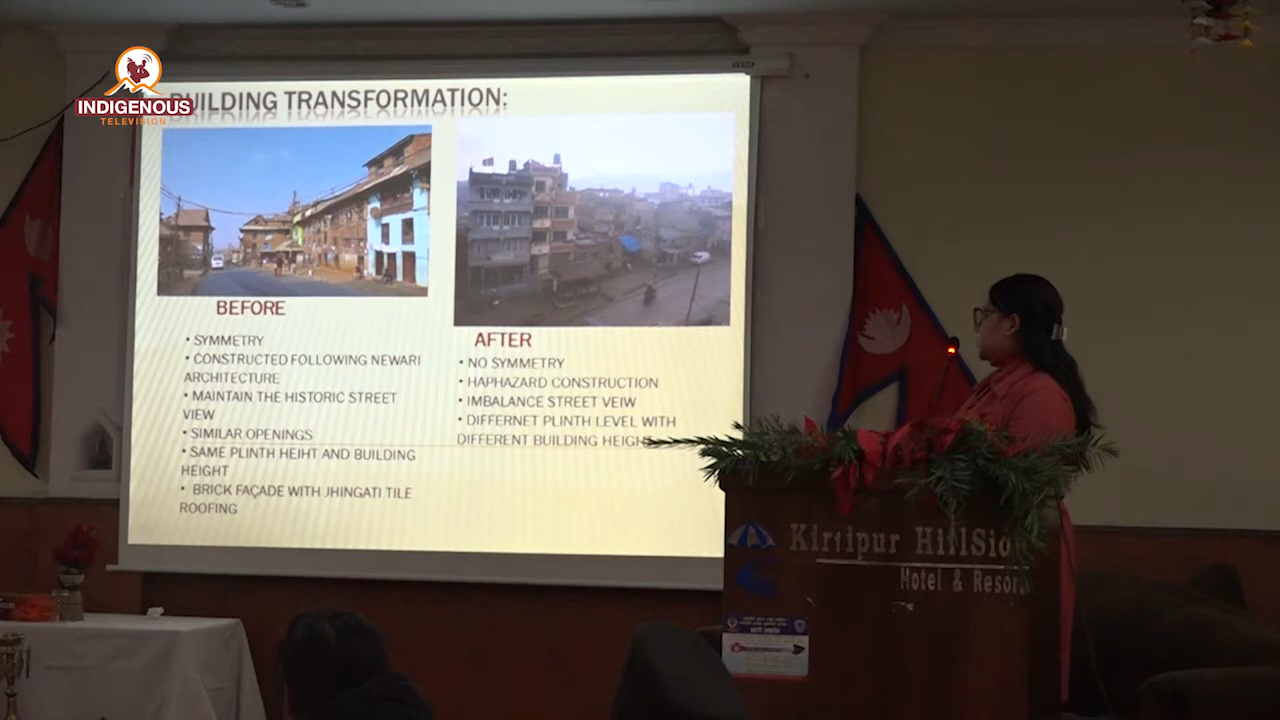 INDIGENOUS
TELEVISION
BUILDING TRANSFORMATION:
BEFORE
• SYMMETRY
• CONSTRUCTED FOLLOWING NEWARI
ARCHITECTURE
• MAINTAIN THE HISTORIC STREET
VIEW
• SIMILAR OPENINGS
• SAME PLINTH HEIHT AND BUILDING
HEIGHT
• BRICK FAÇADE WITH JHINGATI TILE
ROOFING
AFTER
• NO SYMMETRY
• HAPHAZARD CONSTRUCTION
• IMBALANCE STREET VEIW
• DIFFERNET PLINTH LEVEL WITH
DIFFERENT BUILDING HEIGH
Kirtipur HillSid
Hotel & Resor